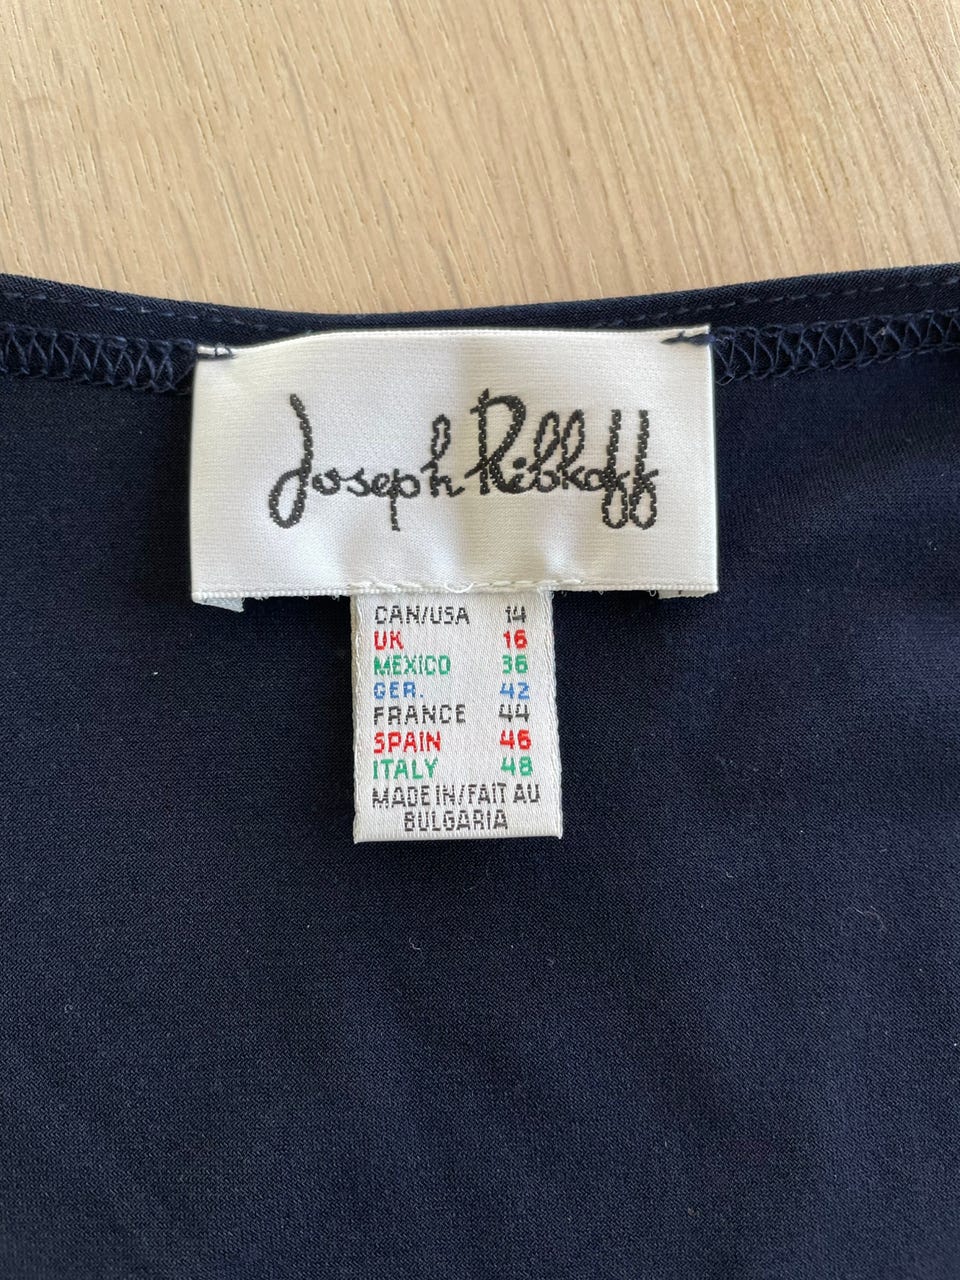 Joseph Ribkoff
CAN/USA 14
UK 16
MEXICO 36
GER. 42
FRANCE 44
SPAIN 46
ITALY 48
MADE IN/FAIT AU
BULGARIA